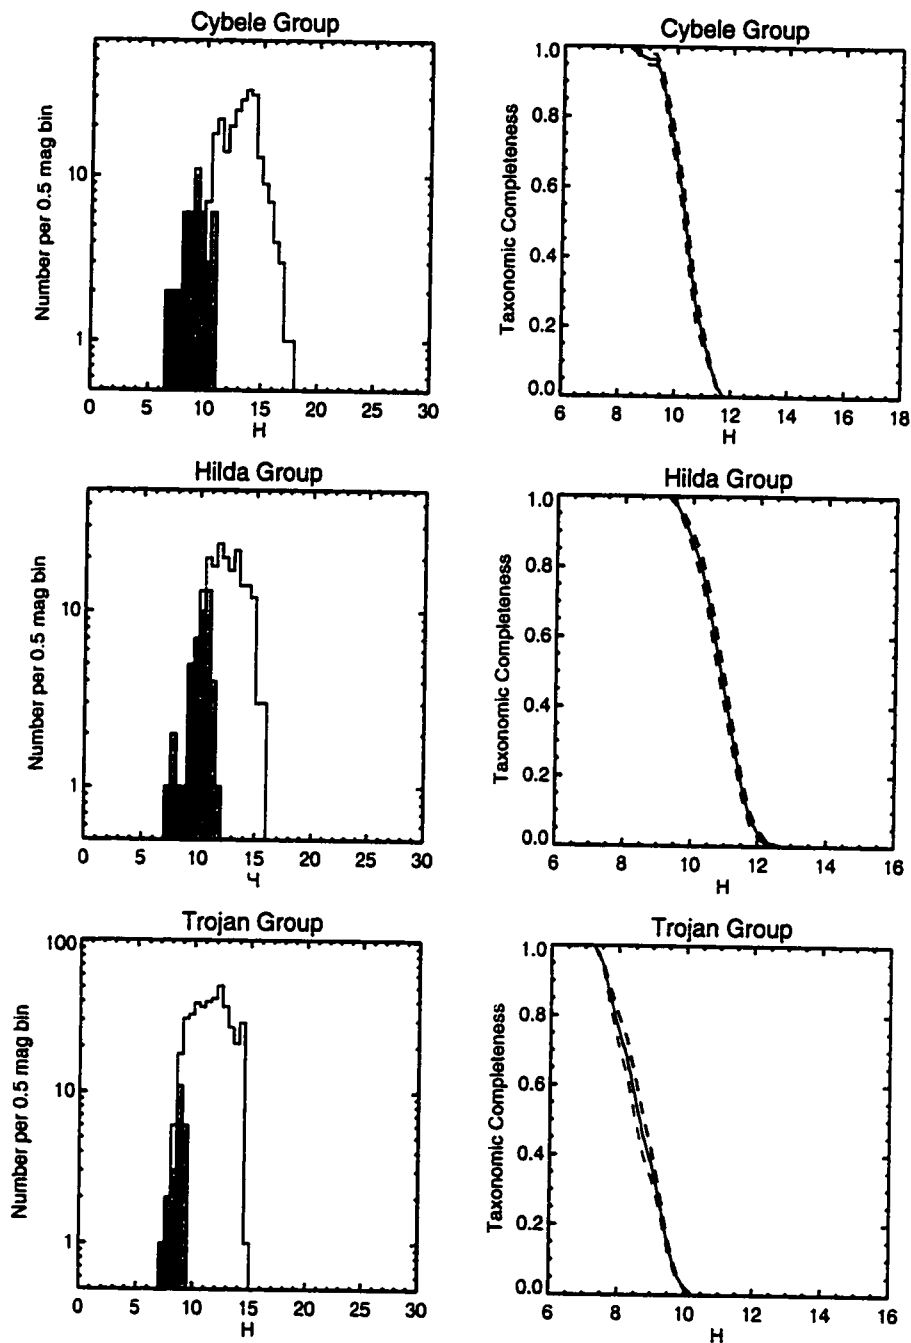 Cybele Group
Number per 0.5 mag bin
10
1
0 5 10 15 20 25 30
H
Cybele Group
Taxonomic Completeness
1.0
0.8
0.6
0.4
0.2
0.0
6 8 10 12 14 16 18
H
Hilda Group
Number per 0.5 mag bin
10
1
0 5 10 15 20 25 30
Hilda Group
Taxonomic Completeness
1.0
0.8
0.6
0.4
0.2
0.0
6 8 10 12 14 16
H
Trojan Group
Number per 0.5 mag bin
100
10
1
0 5 10 15 20 25 30
H
Trojan Group
Taxonomic Completeness
1.0
0.8
0.6
0.4
0.2
0.0
6 8 10 12 14 16
H